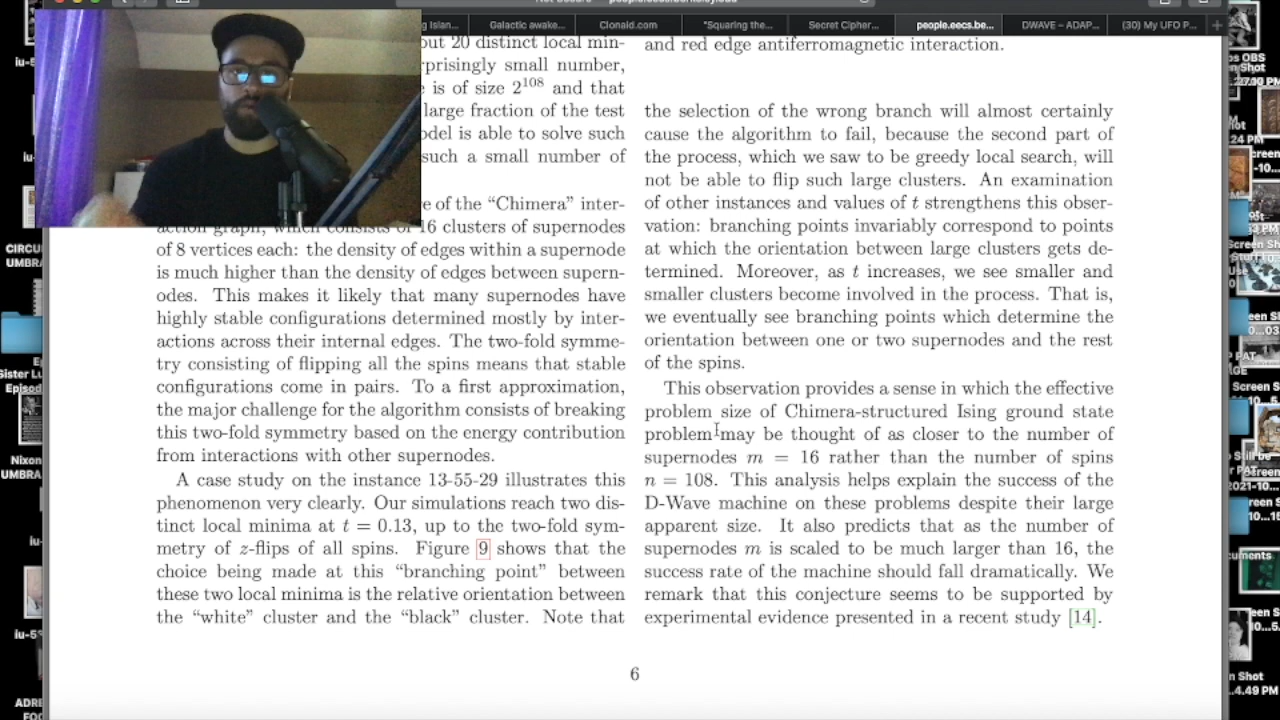 people.eecs.be...
Galactic awake...
Clonaid.com
"Squaring the...
Secret Cipher...
people.eecs.be...
DWAVE – ADAP...
(30) My UFO P...
out 20 distinct local min-
rprisingly small number,
is of size 2^108 and that
large fraction of the test
odel is able to solve such
such a small number of
re of the “Chimera” inter-
action graph, which consists of 16 clusters of supernodes
of 8 vertices each: the density of edges within a supernode
is much higher than the density of edges between supern-
odes. This makes it likely that many supernodes have
highly stable configurations determined mostly by inter-
actions across their internal edges. The two-fold symme-
try consisting of flipping all the spins means that stable
configurations come in pairs. To a first approximation,
the major challenge for the algorithm consists of breaking
this two-fold symmetry based on the energy contribution
from interactions with other supernodes.
A case study on the instance 13-55-29 illustrates this
phenomenon very clearly. Our simulations reach two dis-
tinct local minima at t = 0.13, up to the two-fold sym-
metry of z-flips of all spins. Figure 9 shows that the
choice being made at this “branching point” between
these two local minima is the relative orientation between
the “white” cluster and the “black” cluster. Note that
and red edge antiferromagnetic interaction.
the selection of the wrong branch will almost certainly
cause the algorithm to fail, because the second part of
the process, which we saw to be greedy local search, will
not be able to flip such large clusters. An examination
of other instances and values of t strengthens this obser-
vation: branching points invariably correspond to points
at which the orientation between large clusters gets de-
termined. Moreover, as t increases, we see smaller and
smaller clusters become involved in the process. That is,
we eventually see branching points which determine the
orientation between one or two supernodes and the rest
of the spins.
This observation provides a sense in which the effective
problem size of Chimera-structured Ising ground state
problem may be thought of as closer to the number of
supernodes m = 16 rather than the number of spins
n = 108. This analysis helps explain the success of the
D-Wave machine on these problems despite their large
apparent size. It also predicts that as the number of
supernodes m is scaled to be much larger than 16, the
success rate of the machine should fall dramatically. We
remark that this conjecture seems to be supported by
experimental evidence presented in a recent study [14].
6
CIRCU
UMBRA
Nixon
UMBRA